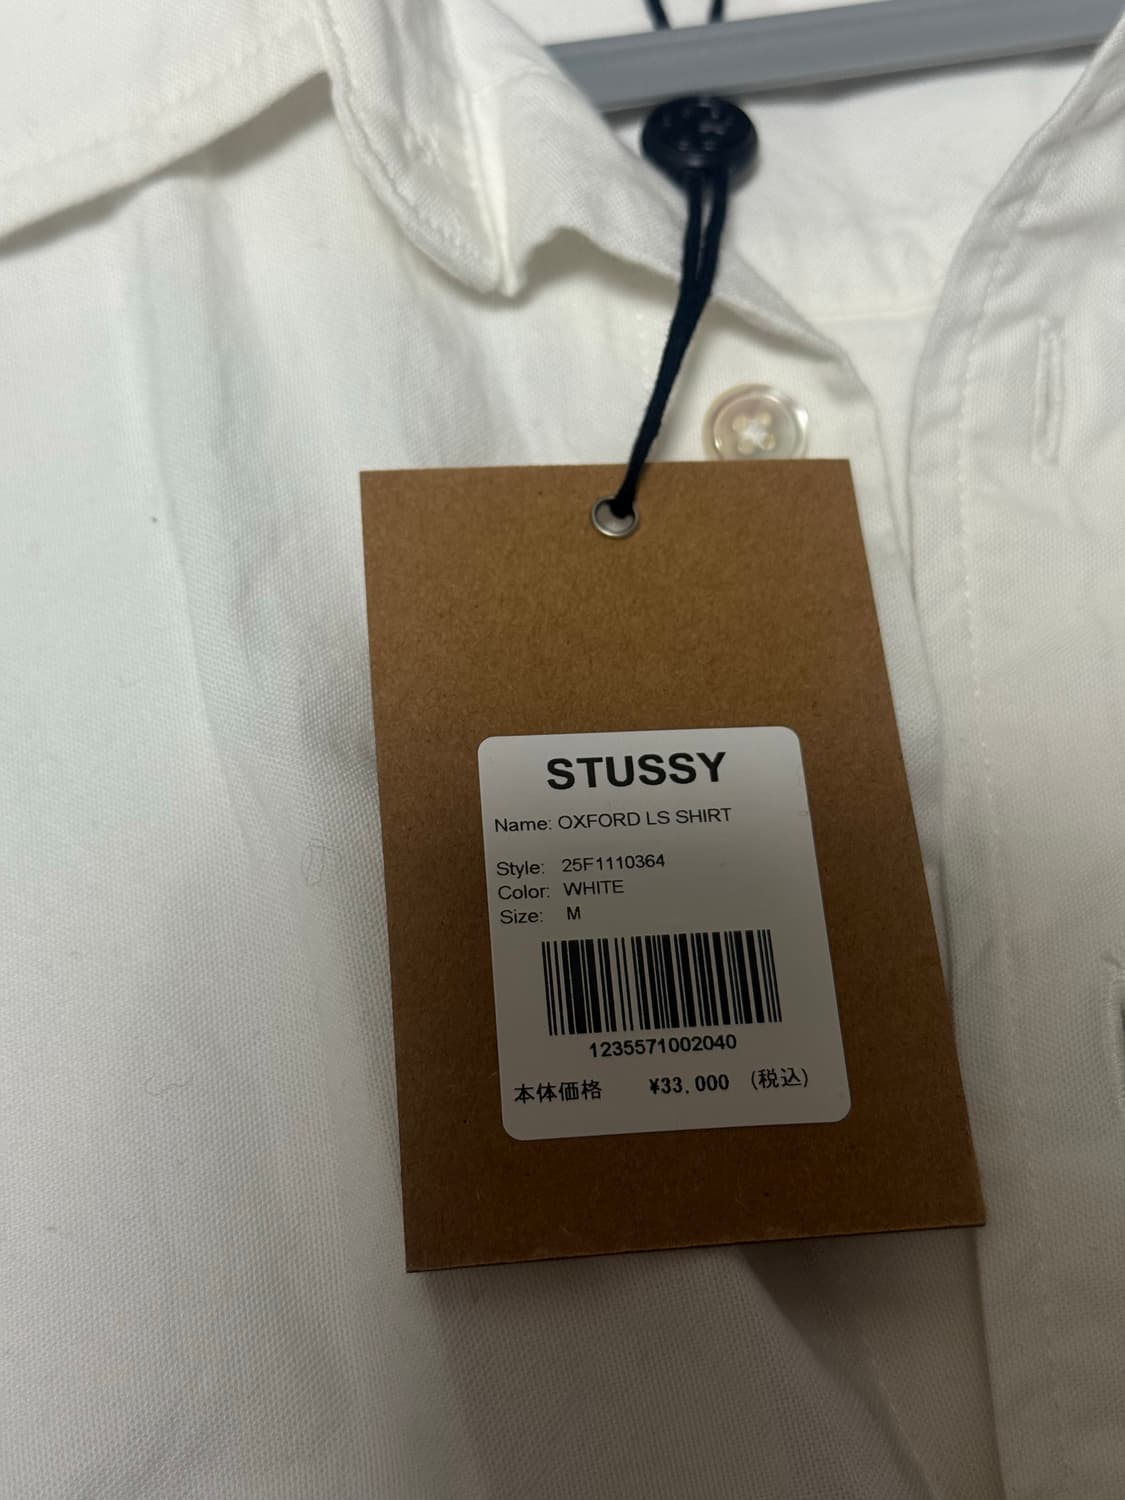 STUSSY
Name: OXFORD LS SHIRT
Style: 25F1110364
Color: WHITE
Size: M
1235571002040
本体価格 ¥33,000 (税込)